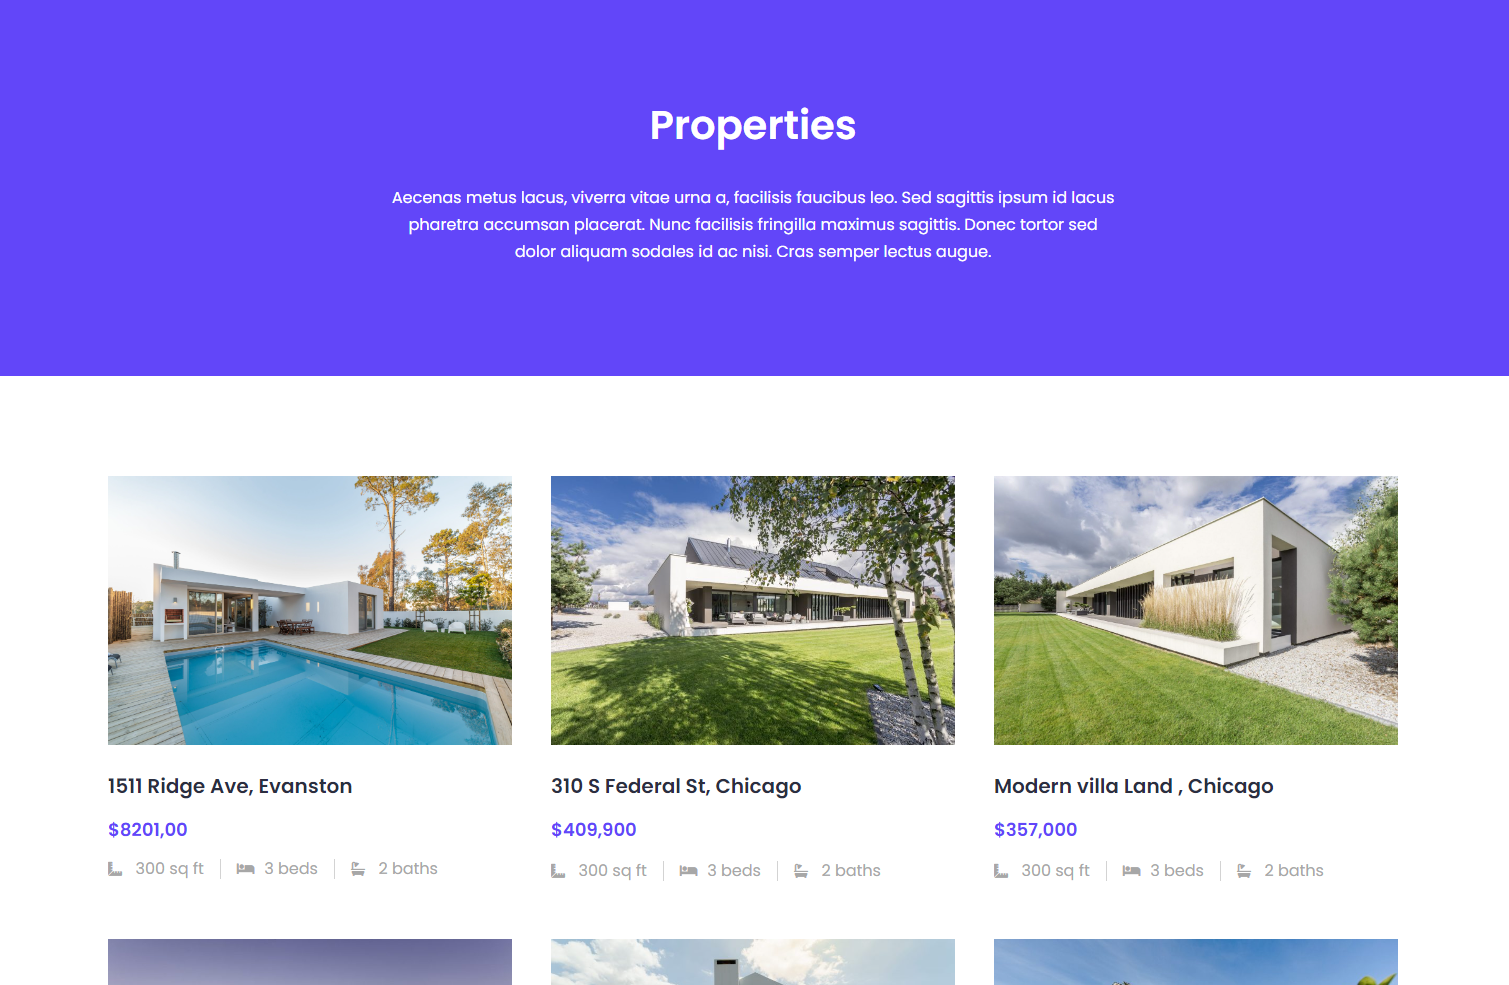 Properties
Aecenas metus lacus, viverra vitae urna a, facilisis faucibus leo. Sed sagittis ipsum id lacus
pharetra accumsan placerat. Nunc facilisis fringilla maximus sagittis. Donec tortor sed
dolor aliquam sodales id ac nisi. Cras semper lectus augue.
1511 Ridge Ave, Evanston
$8201,00
300 sq ft
3 beds
2 baths
310 S Federal St, Chicago
$409,900
300 sq ft
3 beds
2 baths
Modern villa Land , Chicago
$357,000
300 sq ft
3 beds
2 baths